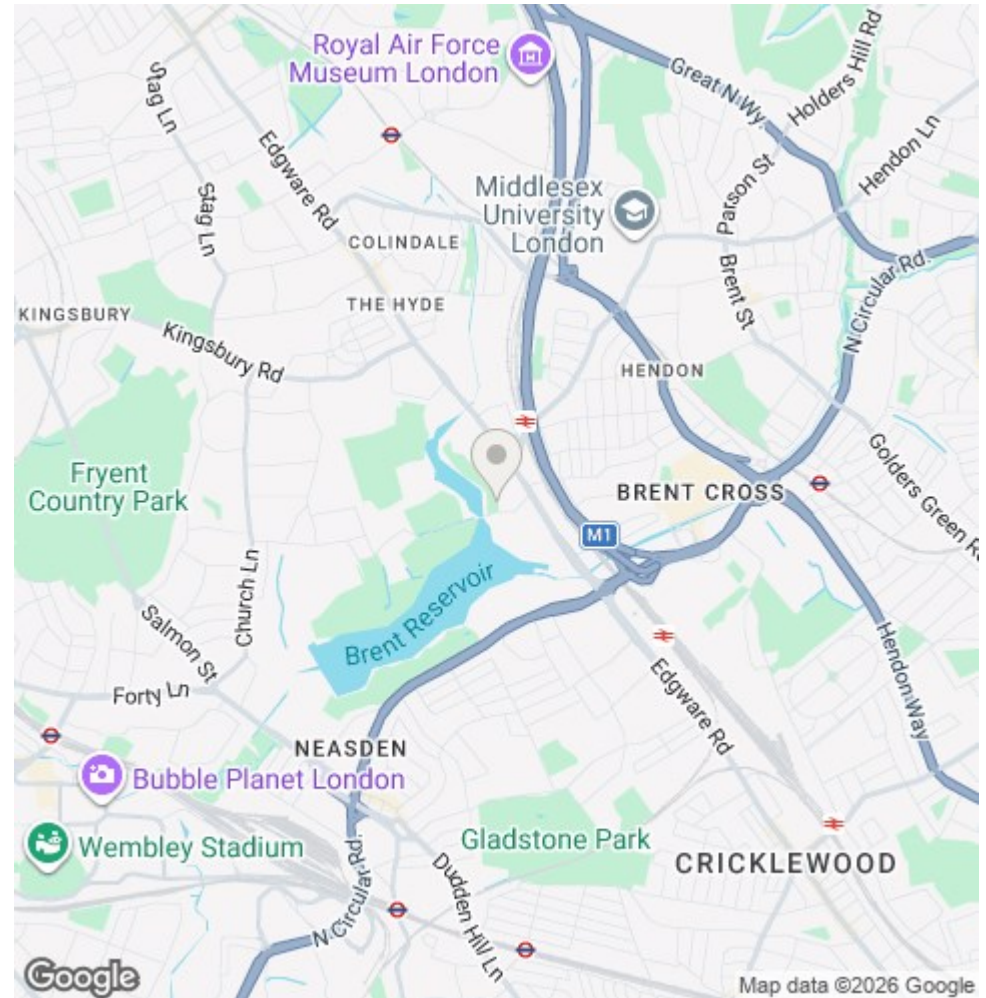 Royal Air Force
Museum London
Great N Wy.
Holders Hill Rd
Stag Ln
Edgware Rd
Parson St
Hendon Ln
Middlesex
University
London
Stag Ln
COLINDALE
Brent St
N Circular Rd.
THE HYDE
KINGSBURY
Kingsbury Rd
HENDON
Golders Green Rd
Fryent
Country Park
BRENT CROSS
M1
Church Ln
Brent Reservoir
Salmon St
Hendon Way
Forty Ln
Edgware Rd
NEASDEN
Bubble Planet London
Wembley Stadium
Gladstone Park
CRICKLEWOOD
N Circular Rd.
Dudden Hill Ln
Google
Map data ©2026 Google